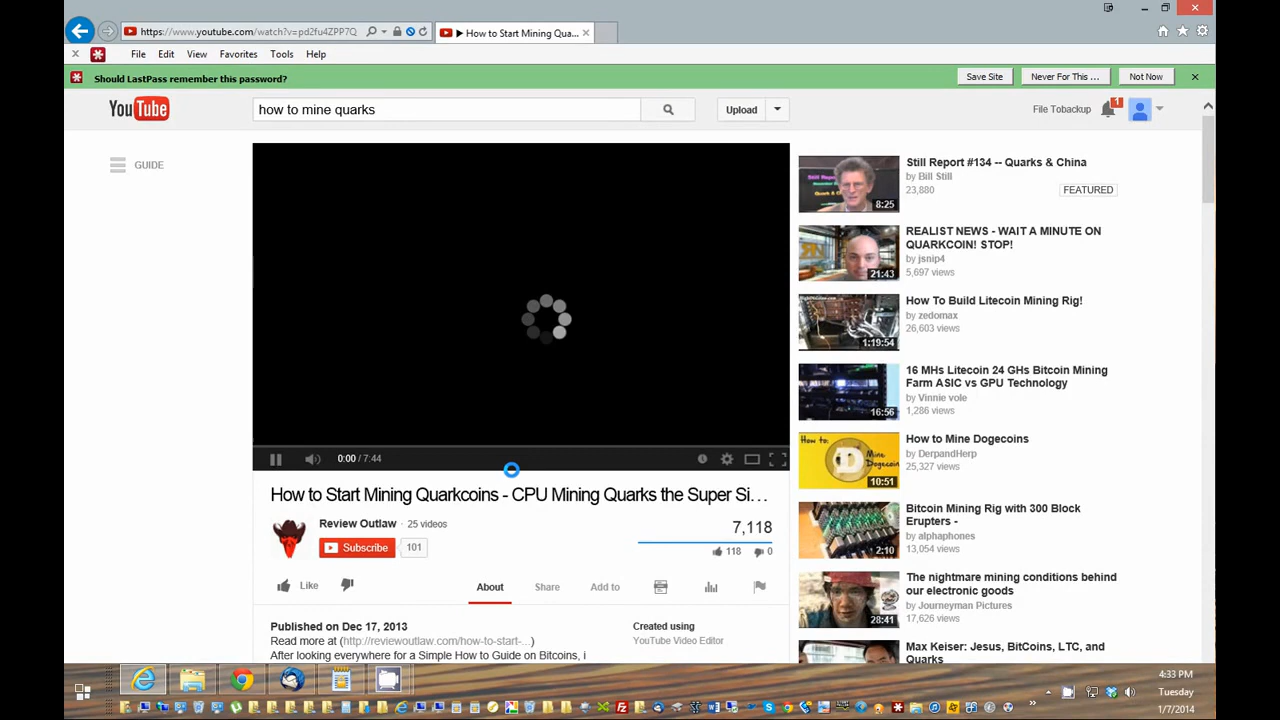 https://www.youtube.com/watch?v=pd2fu4ZPP7Q
How to Start Mining Qua...
File Edit View Favorites Tools Help
Should LastPass remember this password?
Save Site
Never For This ...
Not Now
YouTube
how to mine quarks
Upload
File Tobackup
1
GUIDE
0:00 / 7:44
How to Start Mining Quarkcoins - CPU Mining Quarks the Super Si...
Review Outlaw · 25 videos
Subscribe
101
7,118
118
0
Like
About
Share
Add to
Published on Dec 17, 2013
Read more at (http://reviewoutlaw.com/how-to-start-...)
After looking everywhere for a Simple How to Guide on Bitcoins, i
Created using
YouTube Video Editor
Still Report #134 -- Quarks & China
by Bill Still
23,880
FEATURED
8:25
REALIST NEWS - WAIT A MINUTE ON
QUARKCOIN! STOP!
by jsnip4
5,697 views
21:43
How To Build Litecoin Mining Rig!
by zedomax
26,603 views
1:19:54
16 MHs Litecoin 24 GHs Bitcoin Mining
Farm ASIC vs GPU Technology
by Vinnie vole
1,286 views
16:56
How to Mine Dogecoins
by DerpandHerp
25,327 views
How to:
Mine
Dogecoin
10:51
Bitcoin Mining Rig with 300 Block
Erupters -
by alphaphones
13,054 views
2:10
The nightmare mining conditions behind
our electronic goods
by Journeyman Pictures
17,626 views
28:41
Max Keiser: Jesus, BitCoins, LTC, and
Quarks
4:33 PM
Tuesday
1/7/2014